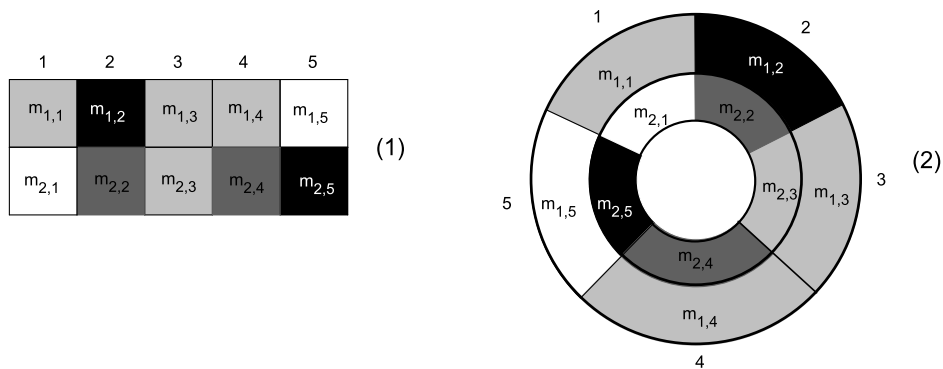 1 2 3 4 5
m1,1 m1,2 m1,3 m1,4 m1,5
(1)
m2,1 m2,2 m2,3 m2,4 m2,5
1 2
m1,1 m1,2
m2,1 m2,2
(2)
5 m1,5 m2,5 m2,3 m1,3 3
m2,4
m1,4
4